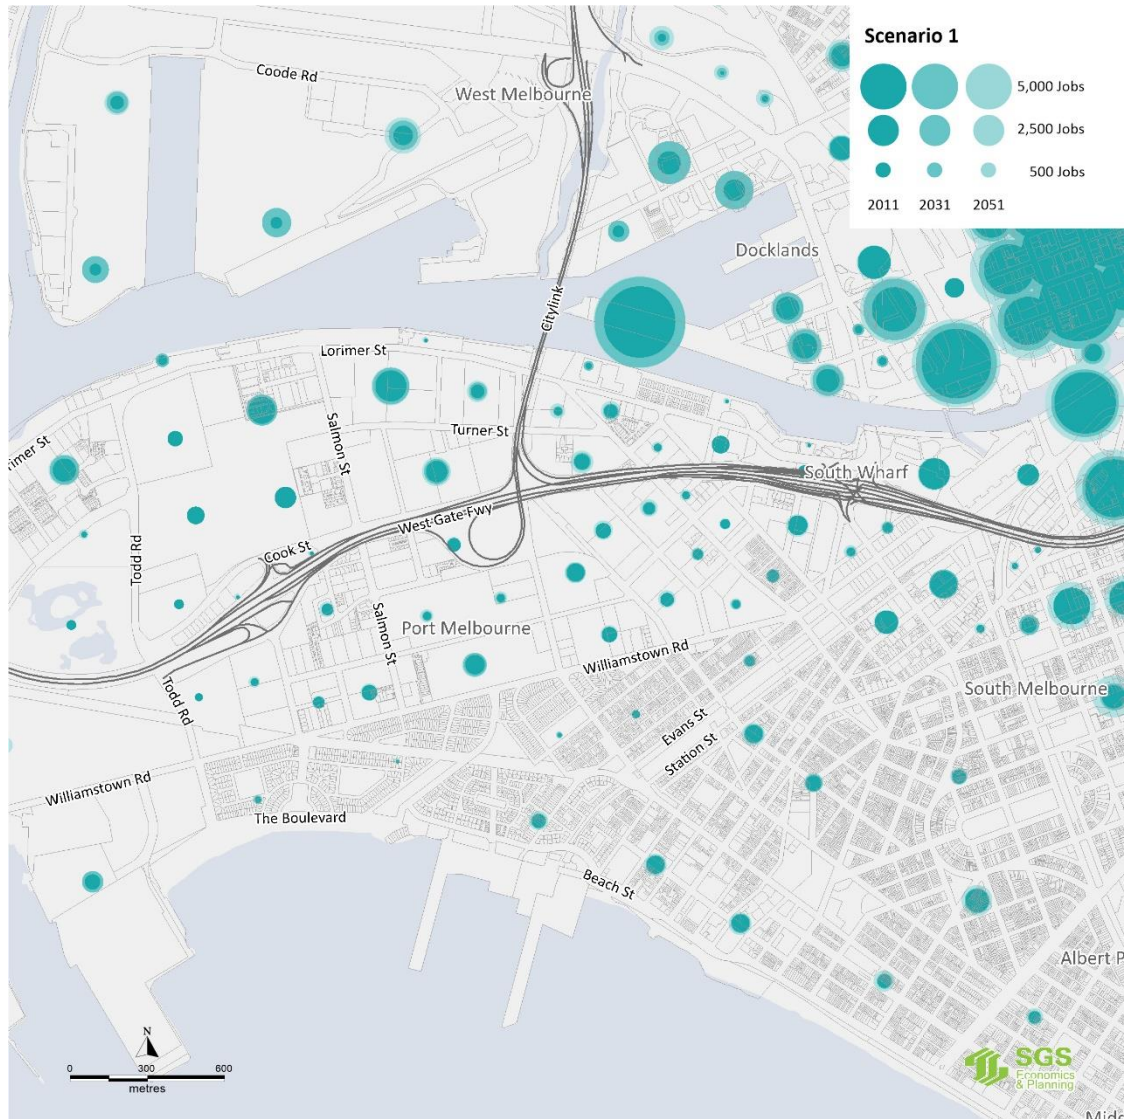 Scenario 1
5,000 Jobs
2,500 Jobs
500 Jobs
2011 2031 2051
Coode Rd
West Melbourne
Docklands
Citylink
Lorimer St
Salmon St
Turner St
rimer St
South Wharf
West Gate Fwy
Todd Rd
Cook St
Salmon St
Port Melbourne
Williamstown Rd
Todd Rd
South Melbourne
Evans St
Station St
Williamstown Rd
The Boulevard
Beach St
Albert P
N
0 300 600
metres
SGS
Economics
& Planning
Midd